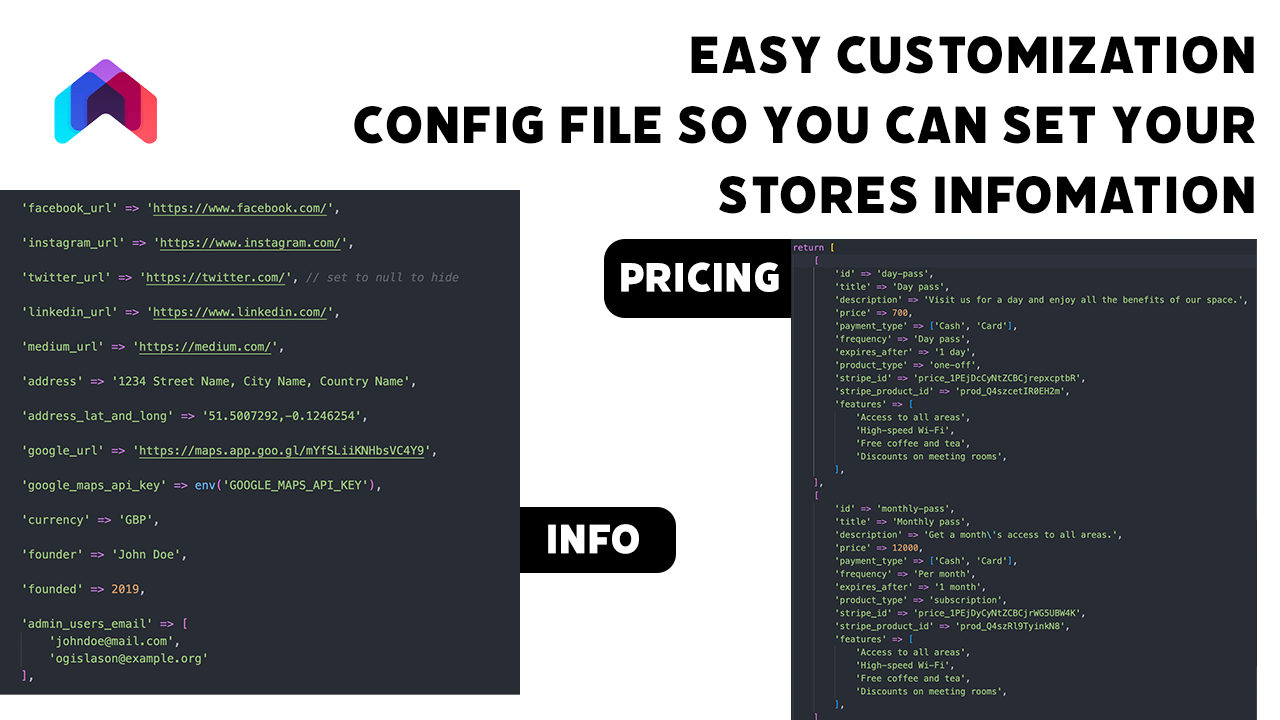 EASY CUSTOMIZATION
CONFIG FILE SO YOU CAN SET YOUR
STORES INFOMATION
'facebook_url' => 'https://www.facebook.com/',
'instagram_url' => 'https://www.instagram.com/',
'twitter_url' => 'https://twitter.com/', // set to null to hide
'linkedin_url' => 'https://www.linkedin.com/',
'medium_url' => 'https://medium.com/',
'address' => '1234 Street Name, City Name, Country Name',
'address_lat_and_long' => '51.5007292,-0.1246254',
'google_url' => 'https://maps.app.goo.gl/mYfSLiiKNHbsVC4Y9',
'google_maps_api_key' => env('GOOGLE_MAPS_API_KEY'),
'currency' => 'GBP',
'founder' => 'John Doe',
'founded' => 2019,
'admin_users_email' => [
'johndoe@mail.com',
'ogislason@example.org'
],
INFO
PRICING
return [
[
'id' => 'day-pass',
'title' => 'Day pass',
'description' => 'Visit us for a day and enjoy all the benefits of our space.',
'price' => 700,
'payment_type' => ['Cash', 'Card'],
'frequency' => 'Day pass',
'expires_after' => '1 day',
'product_type' => 'one-off',
'stripe_id' => 'price_1PEjDcCyNtZCBCjrepxcptbR',
'stripe_product_id' => 'prod_Q4szcetIR0EH2m',
'features' => [
'Access to all areas',
'High-speed Wi-Fi',
'Free coffee and tea',
'Discounts on meeting rooms',
],
],
[
'id' => 'monthly-pass',
'title' => 'Monthly pass',
'description' => 'Get a month\'s access to all areas.',
'price' => 12000,
'payment_type' => ['Cash', 'Card'],
'frequency' => 'Per month',
'expires_after' => '1 month',
'product_type' => 'subscription',
'stripe_id' => 'price_1PEjDyCyNtZCBCjrWG5UBW4K',
'stripe_product_id' => 'prod_Q4szRl9TyinkN8',
'features' => [
'Access to all areas',
'High-speed Wi-Fi',
'Free coffee and tea',
'Discounts on meeting rooms',
],
]